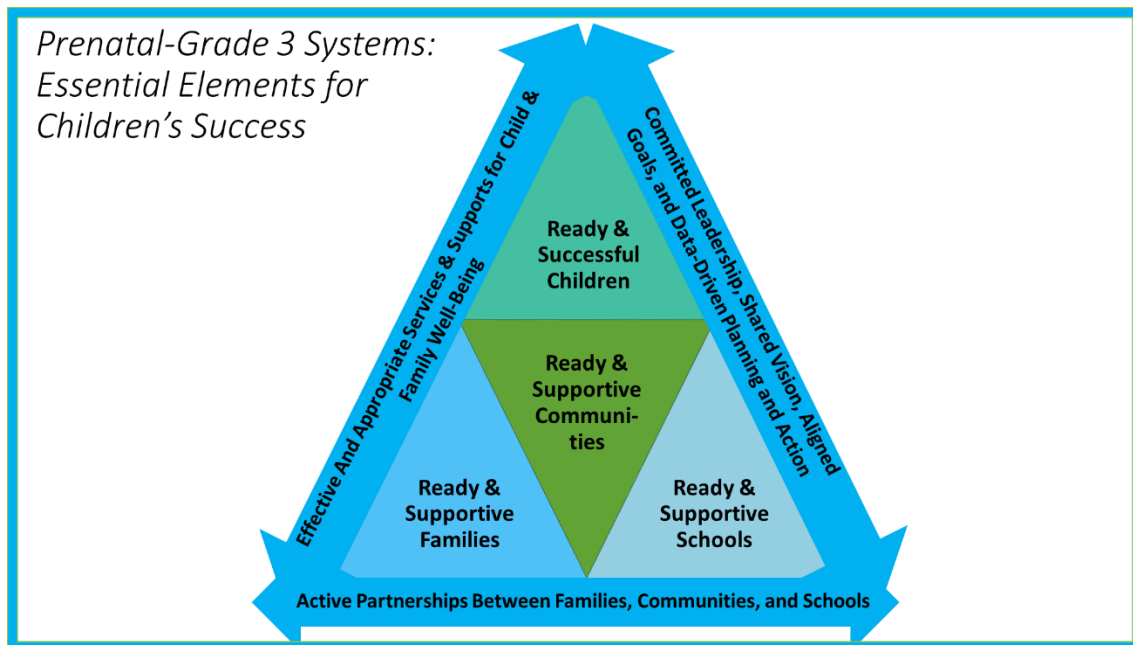 Prenatal-Grade 3 Systems:
Essential Elements for
Children’s Success
Effective And Appropriate Services & Supports for Child &
Family Well-Being
Committed Leadership, Shared Vision, Aligned
Goals, and Data-Driven Planning and Action
Ready &
Successful
Children
Ready &
Supportive
Communi-
ties
Ready &
Supportive
Families
Ready &
Supportive
Schools
Active Partnerships Between Families, Communities, and Schools